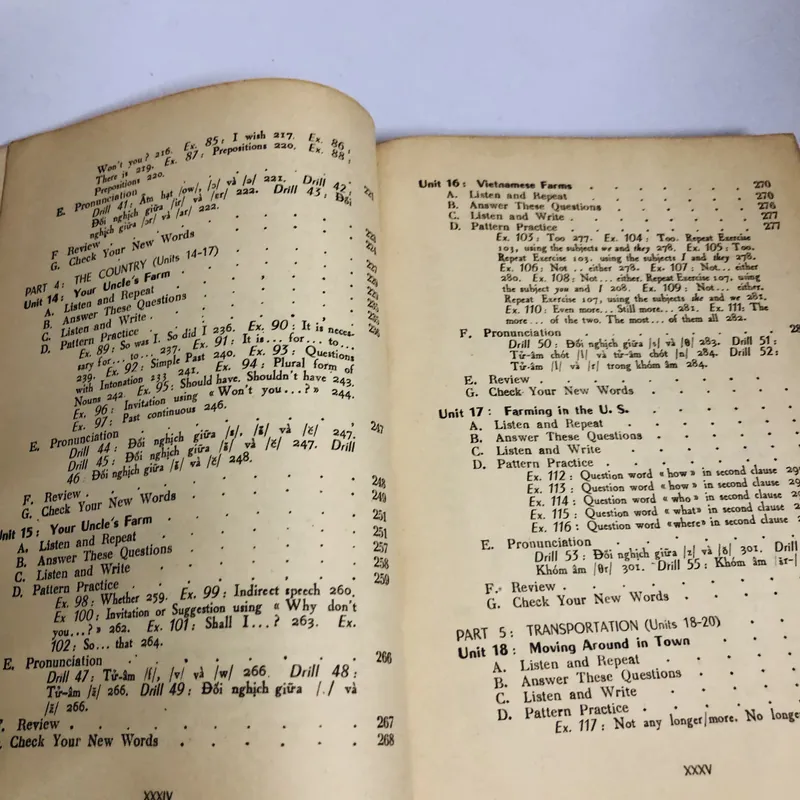 Won't you? 216. Ex. 85: I wish 217. Ex. 86,
There is 219. Ex. 87: Prepositions 220. Ex. 88;
Prepositions 220.
E. Pronunciation
Drill 41: Âm hạt /ow/, /ɔ/ và /ə/ 221. Drill 42,
Đối nghịch giữa /ir/ và /er/ 222. Drill 43, Đối
nghịch giữa /ɔr/ và /ar/ 222.
F Review
G. Check Your New Words
PART 4: THE COUNTRY (Units 14-17)
Unit 14: Your Uncle's Farm
A. Listen and Repeat
B. Answer These Questions
C. Listen and Write
D. Pattern Practice
Ex. 89: So was I. So did I 236. Ex. 90: It is neces-
sary for... to... 237. Ex. 91: It is... for... to...
239. Ex. 92: Simple Past 240. Ex. 93: Questions
with Intonation 233 241. Ex. 94: Plural form of
Nouns 242. Ex. 95: Should have. Shouldn't have 243.
Ex. 96: Invitation using «Won't you...?» 244.
Ex. 97: Past continuous 246.
E. Pronunciation 247
Drill 44: Đối nghịch giữa /s/, /š/ và /č/ 247.
Drill 45: Đối nghịch giữa /š/ và /č/ 247. Drill
46 Đối nghịch giữa /š/ và /č/ 248.
F. Review 248
G. Check Your New Words 249
Unit 15: Your Uncle's Farm 251
A. Listen and Repeat 251
B. Answer These Questions 257
C. Listen and Write 258
D. Pattern Practice 259
Ex. 98: Whether 259. Ex. 99: Indirect speech 260.
Ex 100: Invitation or Suggestion using «Why don't
you...?» 262. Ex. 101: Shall I...? 263. Ex.
102: So... that 264.
E. Pronunciation 266
Drill 47: Tử-âm /f/, /v/ và /w/ 266. Drill 48:
Tử-âm /ž/ 266. Drill 49: Đối nghịch giữa /./ và
/ž/ 266.
F. Review 267
Check Your New Words 268
XXXIV
Unit 16: Vietnamese Farms 270
A. Listen and Repeat 270
B. Answer These Questions 276
C. Listen and Write 277
D. Pattern Practice 277
Ex. 103: Too 277. Ex. 104: Too. Repeat Exercise
103, using the subjects we and they 278. Ex. 105: Too.
Repeat Exercise 103, using the subjects I and they 278.
Ex. 106: Not .. either 278. Ex. 107: Not... either
280. Ex. 108: Not... either. Repeat Exercise 107, using
the subject you and I 208. Ex. 109: Not... either.
Repeat Exercise 107, using the subjects she and we 281.
Ex. 110: Even more... Still more... 281. Ex. 111: The
more... of the two. The most... of them all 282.
F. Pronunciation 28
Drill 50: Đối nghịch giữa /s/ và /θ/ 283. Drill 51:
Tử-âm chót /l/ và tử-âm chót /n/ 284. Drill 52:
Tử-âm /l/ và /r/ trong khóm âm 284.
E. Review
G. Check Your New Words
Unit 17: Farming in the U. S.
A. Listen and Repeat
B. Answer These Questions
C. Listen and Write
D. Pattern Practice
Ex. 112: Question word «how» in second clause 29
Ex. 113: Question word «how» in second clause
Ex. 114: Question word «who» in second clause
Ex. 115: Question word «what» in second clause
Ex. 116: Question word «where» in second clause
E. Pronunciation
Drill 53: Đối nghịch giữa /z/ và /ð/ 301. Drill
Khóm âm /θr/ 301. Drill 55: Khóm âm
F. Review
G. Check Your New Words
PART 5: TRANSPORTATION (Units 18-20)
Unit 18: Moving Around in Town
A. Listen and Repeat
B. Answer These Questions
C. Listen and Write
D. Pattern Practice
Ex. 117: Not any longer/more. No longe
XXXV